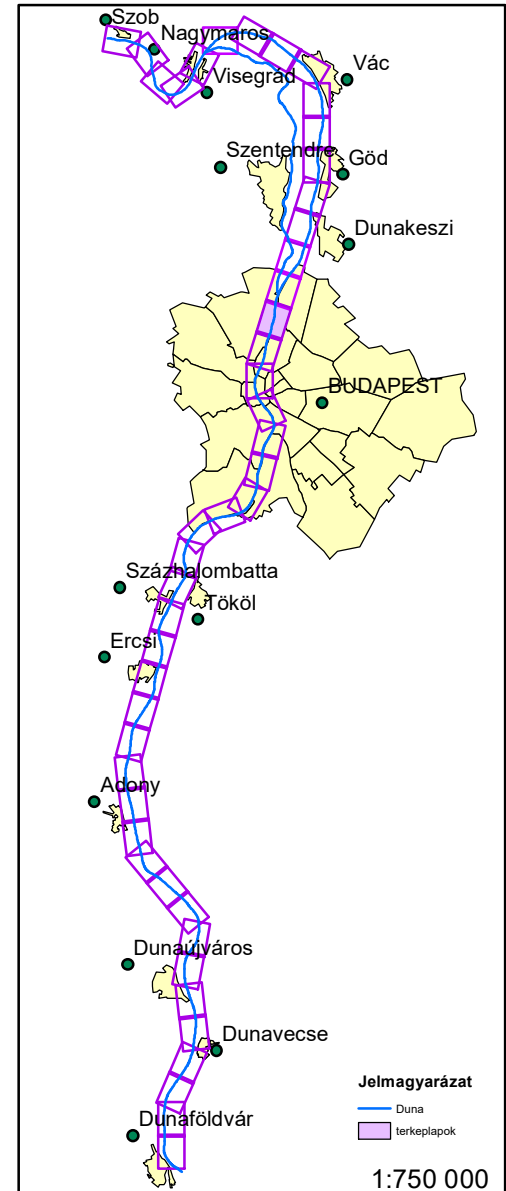 Szob
Nagymaros
Visegrád
Vác
Szentendre
Göd
Dunakeszi
BUDAPEST
Százhalombatta
Tököl
Ercsi
Adony
Dunaújváros
Dunavecse
Dunaföldvár
Jelmagyarázat
Duna
terkeplapok
1:750 000